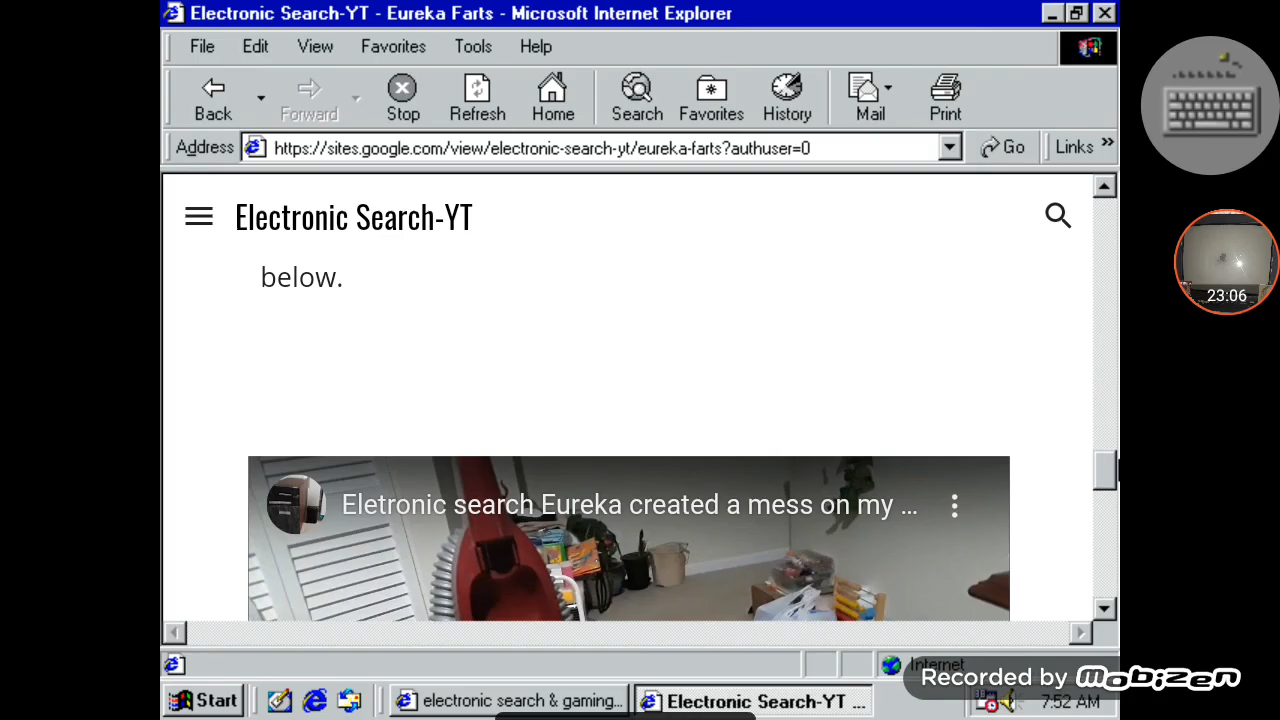 Electronic Search-YT - Eureka Farts - Microsoft Internet Explorer
File Edit View Favorites Tools Help
Back Forward Stop Refresh Home Search Favorites History Mail Print
Address https://sites.google.com/view/electronic-search-yt/eureka-farts?authuser=0 Go Links »
Electronic Search-YT
below.
23:06
Eletronic search Eureka created a mess on my ...
Internet
Recorded by mobizen
Start electronic search & gaming... Electronic Search-YT ... 7:52 AM